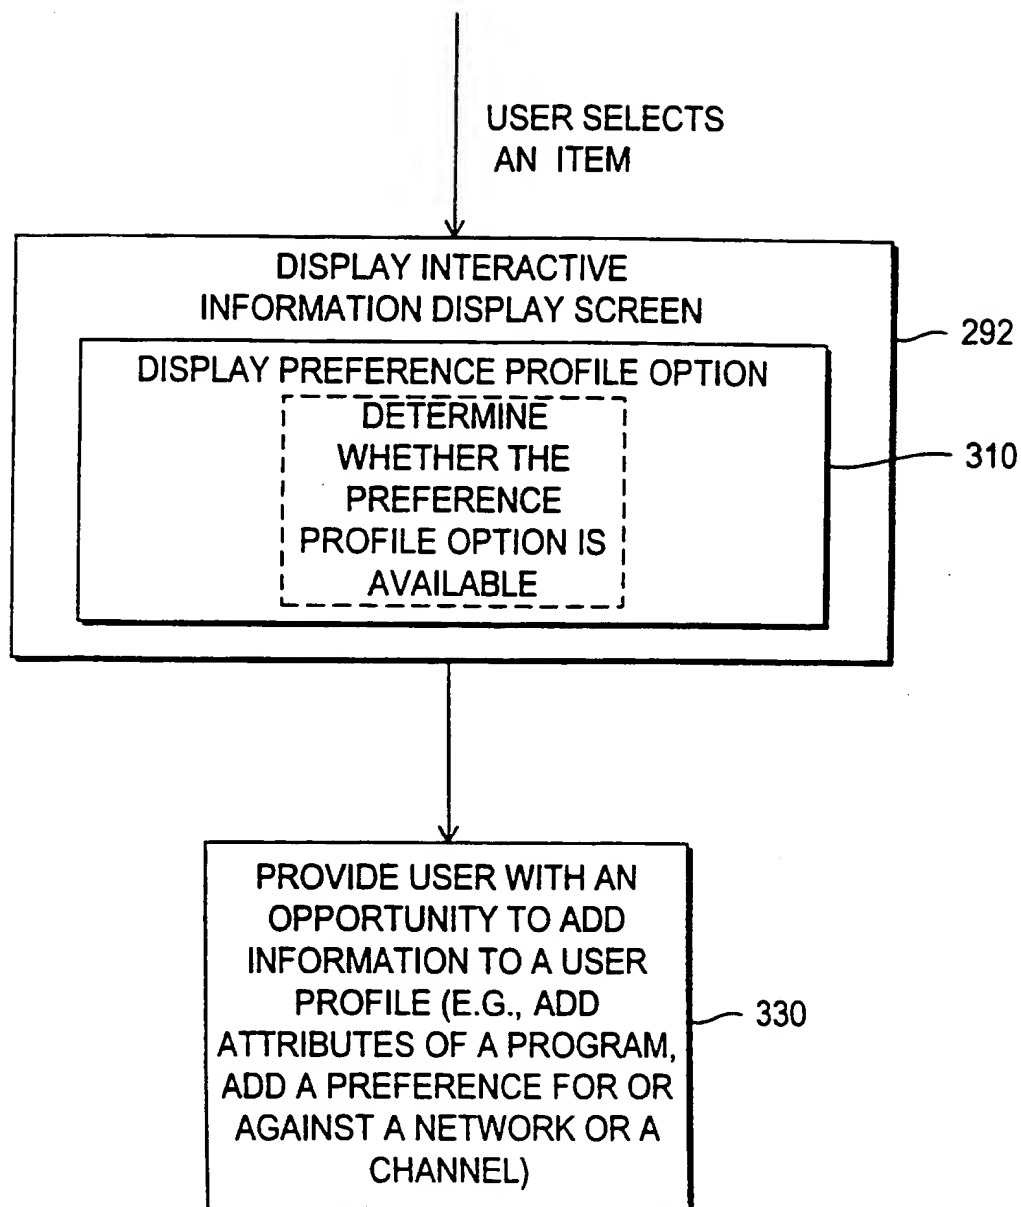 USER SELECTS
AN ITEM
DISPLAY INTERACTIVE
INFORMATION DISPLAY SCREEN
292
DISPLAY PREFERENCE PROFILE OPTION
DETERMINE
WHETHER THE
PREFERENCE
PROFILE OPTION IS
AVAILABLE
310
PROVIDE USER WITH AN
OPPORTUNITY TO ADD
INFORMATION TO A USER
PROFILE (E.G., ADD
ATTRIBUTES OF A PROGRAM,
ADD A PREFERENCE FOR OR
AGAINST A NETWORK OR A
CHANNEL)
330